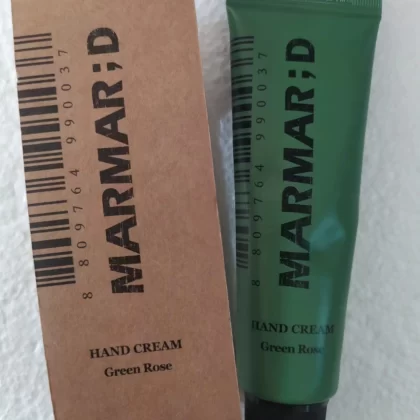 8 809764 990037
MARMAR;D
HAND CREAM
Green Rose
8 809764 990037
MARMAR;D
HAND CREAM
Green Rose